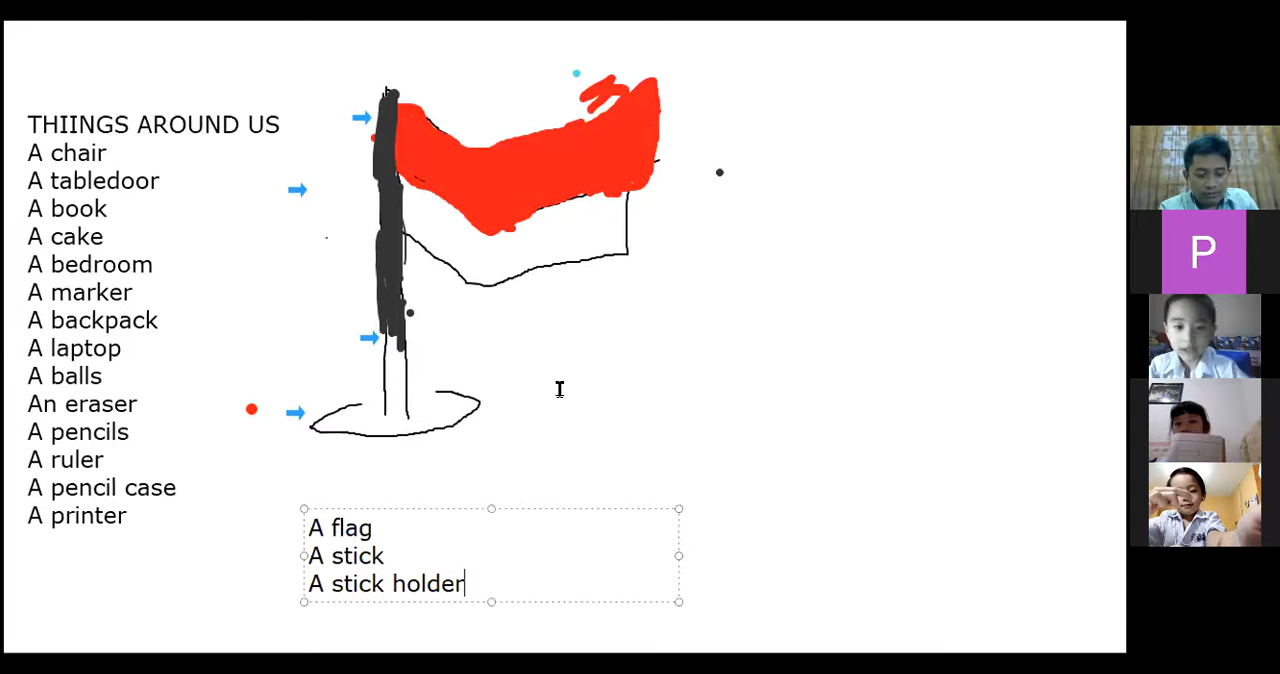 THIINGS AROUND US
A chair
A tabledoor
A book
A cake
A bedroom
A marker
A backpack
A laptop
A balls
An eraser
A pencils
A ruler
A pencil case
A printer
A flag
A stick
A stick holder
P